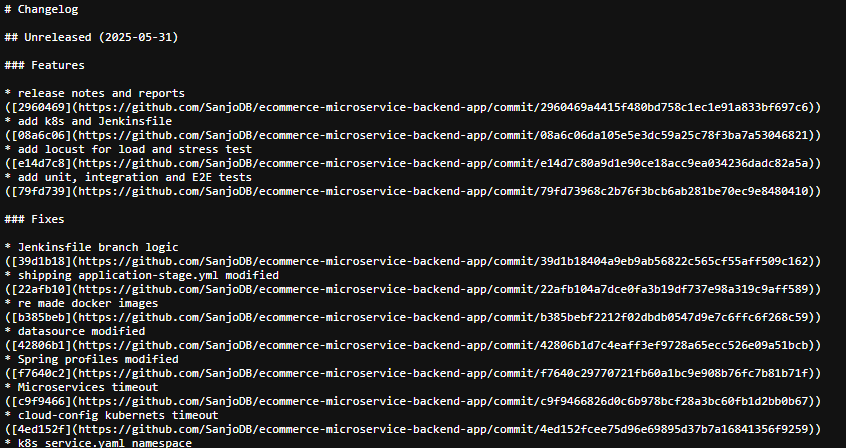 # Changelog
## Unreleased (2025-05-31)
### Features
* release notes and reports
([2960469](https://github.com/SanjoDB/ecommerce-microservice-backend-app/commit/2960469a4415f480bd758c1ec1e91a833bf697c6))
* add k8s and Jenkinsfile
([08a6c06](https://github.com/SanjoDB/ecommerce-microservice-backend-app/commit/08a6c06da105e5e3dc59a25c78f3ba7a53046821))
* add locust for load and stress test
([e14d7c8](https://github.com/SanjoDB/ecommerce-microservice-backend-app/commit/e14d7c80a9d1e90ce18acc9ea034236dadc82a5a))
* add unit, integration and E2E tests
([79fd739](https://github.com/SanjoDB/ecommerce-microservice-backend-app/commit/79fd73968c2b76f3bcb6ab281be70ec9e8480410))
### Fixes
* Jenkinsfile branch logic
([39d1b18](https://github.com/SanjoDB/ecommerce-microservice-backend-app/commit/39d1b18404a9eb9ab56822c565cf55aff509c162))
* shipping application-stage.yml modified
([22afb10](https://github.com/SanjoDB/ecommerce-microservice-backend-app/commit/22afb104a7dce0fa3b19df737e98a319c9aff589))
* re made docker images
([b385beb](https://github.com/SanjoDB/ecommerce-microservice-backend-app/commit/b385bebf2212f02dbdb0547d9e7c6ffc6f268c59))
* datasource modified
([42806b1](https://github.com/SanjoDB/ecommerce-microservice-backend-app/commit/42806b1d7c4eaff3ef9728a65ecc526e09a51bcb))
* Spring profiles modified
([f7640c2](https://github.com/SanjoDB/ecommerce-microservice-backend-app/commit/f7640c29770721fb60a1bc9e908b76fc7b81b71f))
* Microservices timeout
([c9f9466](https://github.com/SanjoDB/ecommerce-microservice-backend-app/commit/c9f9466826d0c6b978bcf28a3bc60fb1d2bb0b67))
* cloud-config kubernets timeout
([4ed152f](https://github.com/SanjoDB/ecommerce-microservice-backend-app/commit/4ed152fcee75d96e69895d37b7a16841356f9259))
* k8s service.yaml namespace